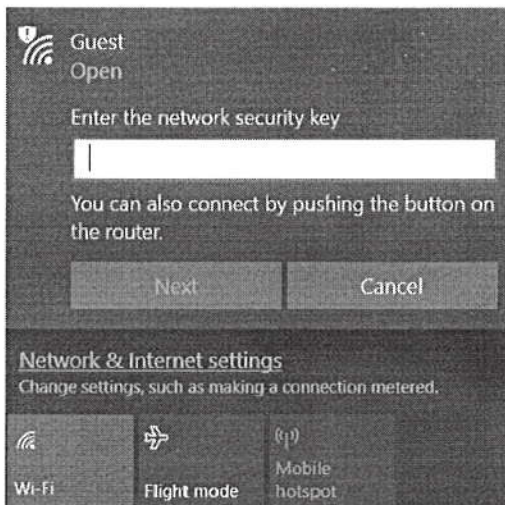 Guest
Open
Enter the network security key
You can also connect by pushing the button on
the router.
Next
Cancel
Network & Internet settings
Change settings, such as making a connection metered.
Wi-Fi
Flight mode
Mobile
hotspot